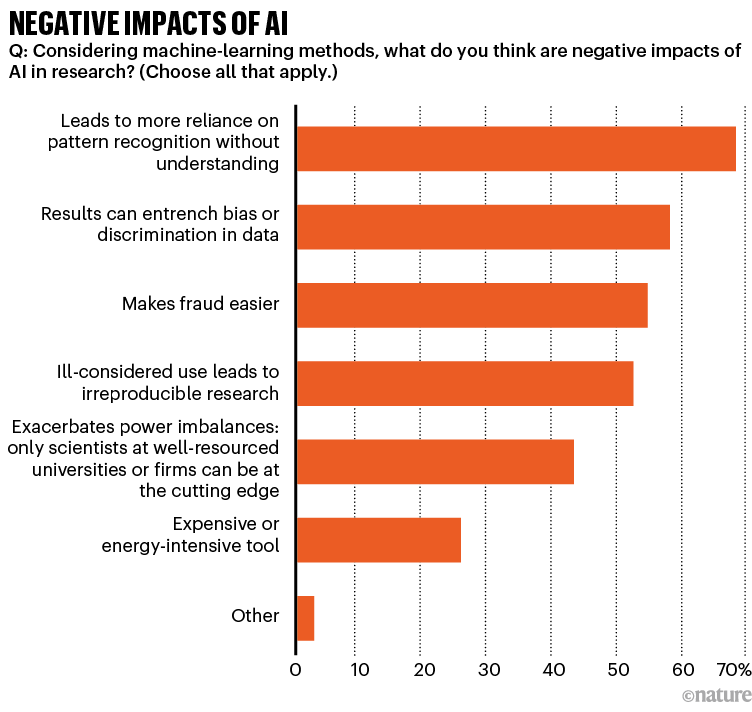 NEGATIVE IMPACTS OF AI
Q: Considering machine-learning methods, what do you think are negative impacts of
AI in research? (Choose all that apply.)
Leads to more reliance on
pattern recognition without
understanding
Results can entrench bias or
discrimination in data
Makes fraud easier
Ill-considered use leads to
irreproducible research
Exacerbates power imbalances:
only scientists at well-resourced
universities or firms can be at
the cutting edge
Expensive or
energy-intensive tool
Other
0 10 20 30 40 50 60 70%
©nature